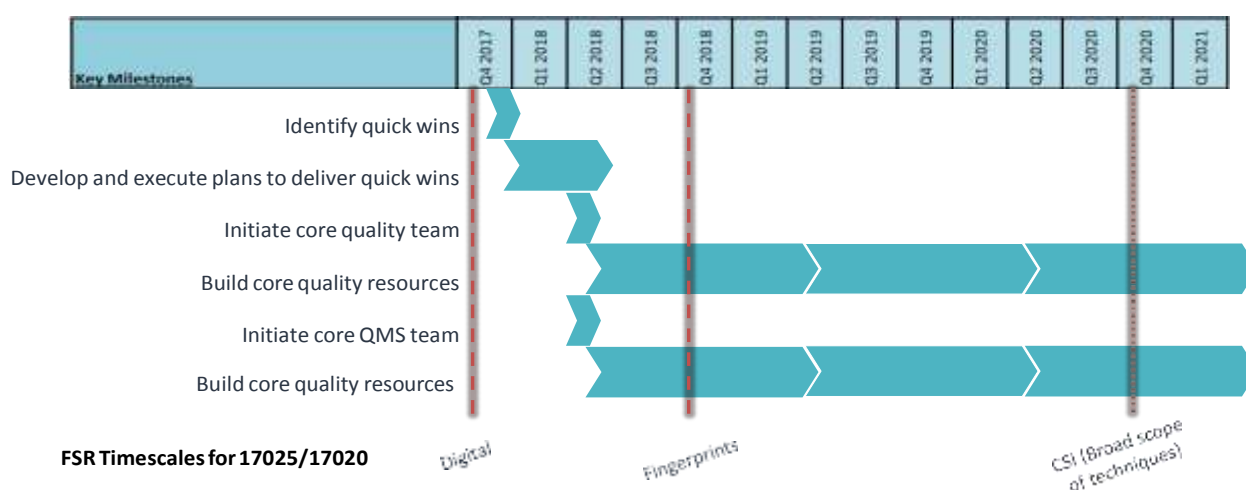 Key Milestones
Q4 2017
Q1 2018
Q2 2018
Q3 2018
Q4 2018
Q1 2019
Q2 2019
Q3 2019
Q4 2019
Q1 2020
Q2 2020
Q3 2020
Q4 2020
Q1 2021
Identify quick wins
Develop and execute plans to deliver quick wins
Initiate core quality team
Build core quality resources
Initiate core QMS team
Build core quality resources
FSR Timescales for 17025/17020
Digital
Fingerprints
CSI (Broad scope
of techniques)